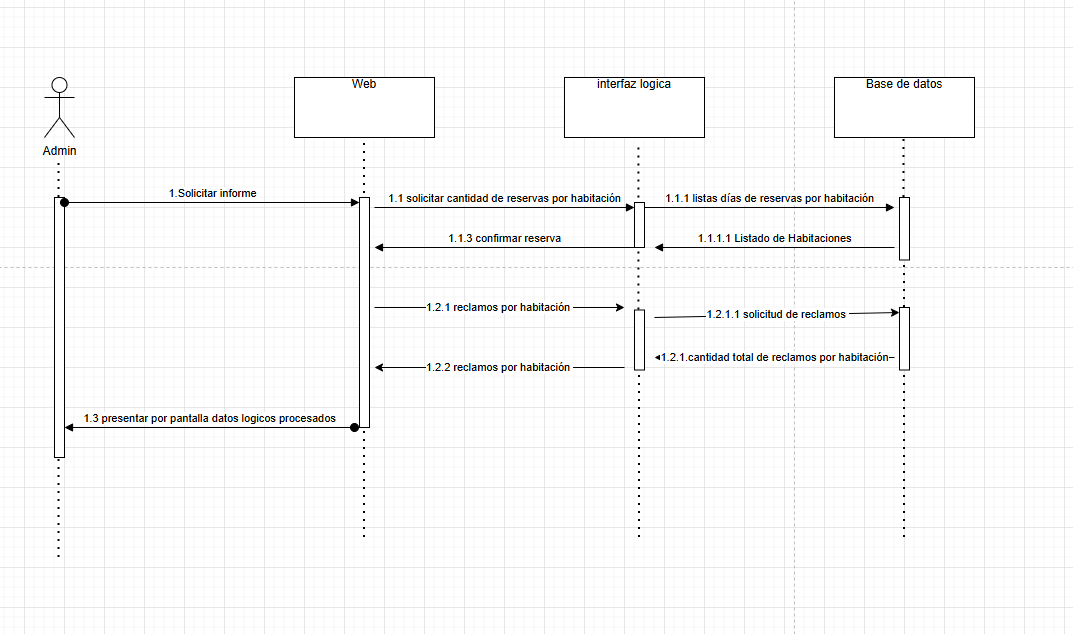 Web
interfaz logica
Base de datos
Admin
1.Solicitar informe
1.1 solicitar cantidad de reservas por habitación
1.1.1 listas días de reservas por habitación
1.1.3 confirmar reserva
1.1.1.1 Listado de Habitaciones
1.2.1 reclamos por habitación
1.2.1.1 solicitud de reclamos
1.2.1.cantidad total de reclamos por habitación
1.2.2 reclamos por habitación
1.3 presentar por pantalla datos logicos procesados